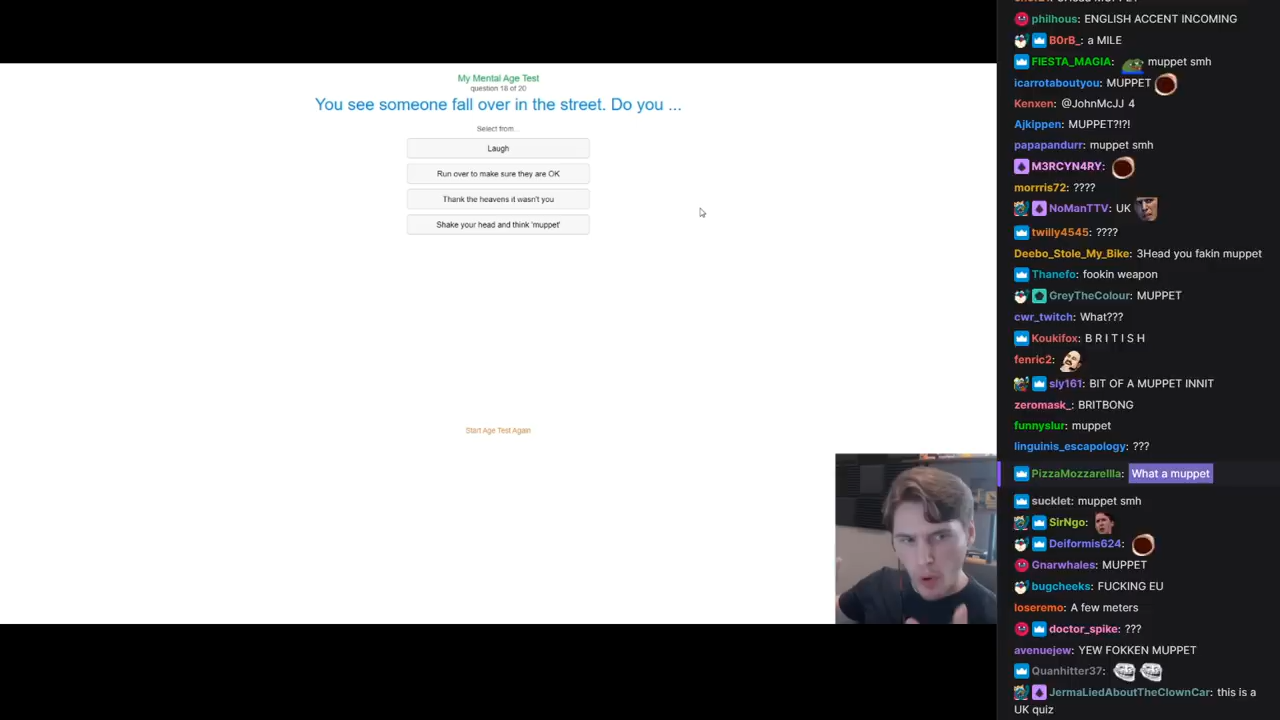 My Mental Age Test
question 18 of 20
You see someone fall over in the street. Do you ...
Select from...
Laugh
Run over to make sure they are OK
Thank the heavens it wasn't you
Shake your head and think 'muppet'
Start Age Test Again
philhous: ENGLISH ACCENT INCOMING
B0rB_: a MILE
FIESTA_MAGIA: muppet smh
icarrotaboutyou: MUPPET
Kenxen: @JohnMcJJ 4
Ajkippen: MUPPET?!?!
papapandurr: muppet smh
M3RCYN4RY:
morrris72: ????
NoManTTV: UK
twilly4545: ????
Deebo_Stole_My_Bike: 3Head you fakin muppet
Thanefo: fookin weapon
GreyTheColour: MUPPET
cwr_twitch: What???
Koukifox: B R I T I S H
fenric2:
sly161: BIT OF A MUPPET INNIT
zeromask_: BRITBONG
funnyslur: muppet
linguinis_escapology: ???
PizzaMozzarellla: What a muppet
sucklet: muppet smh
SirNgo:
Deiformis624:
Gnarwhales: MUPPET
bugcheeks: FUCKING EU
loseremo: A few meters
doctor_spike: ???
avenuejew: YEW FOKKEN MUPPET
Quanhitter37:
JermaLiedAboutTheClownCar: this is a
UK quiz